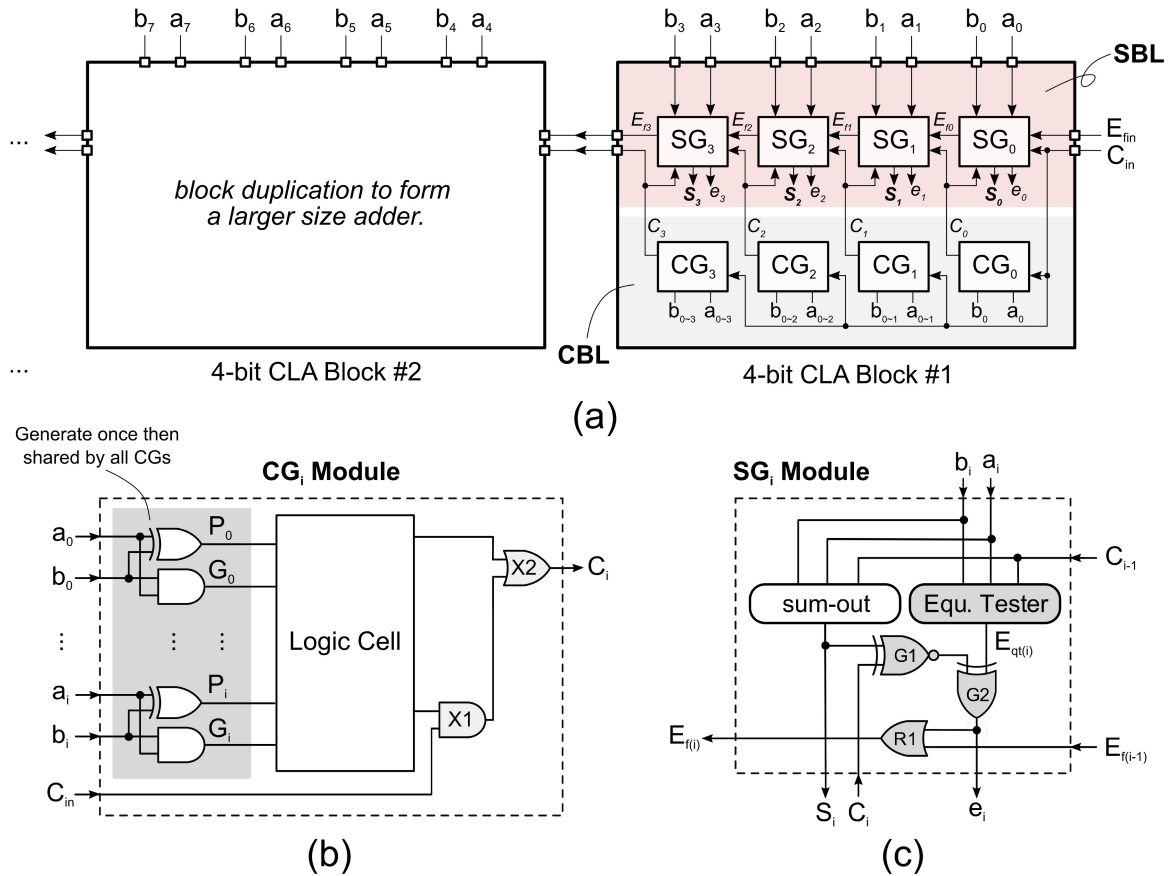 b7 a7 b6 a6 b5 a5 b4 a4 b3 a3 b2 a2 b1 a1 b0 a0
SBL
Ef3 SG3 Ef2 SG2 Ef1 SG1 Ef0 SG0 Efin
Cin
...
block duplication to form
a larger size adder.
S3 e3 S2 e2 S1 e1 S0 e0
C3 C2 C1 C0
CG3 CG2 CG1 CG0
b0~3 a0~3 b0~2 a0~2 b0~1 a0~1 b0 a0
CBL
...
4-bit CLA Block #2
4-bit CLA Block #1
(a)
Generate once then
shared by all CGs
CGi Module
a0 P0
b0 G0
⋮ ⋮ ⋮
Logic Cell
X2 Ci
ai Pi
X1
bi Gi
Cin
(b)
SGi Module
bi ai
Ci-1
sum-out Equ. Tester
Eqt(i)
G1
G2
Ef(i) R1
Ef(i-1)
Si Ci ei
(c)